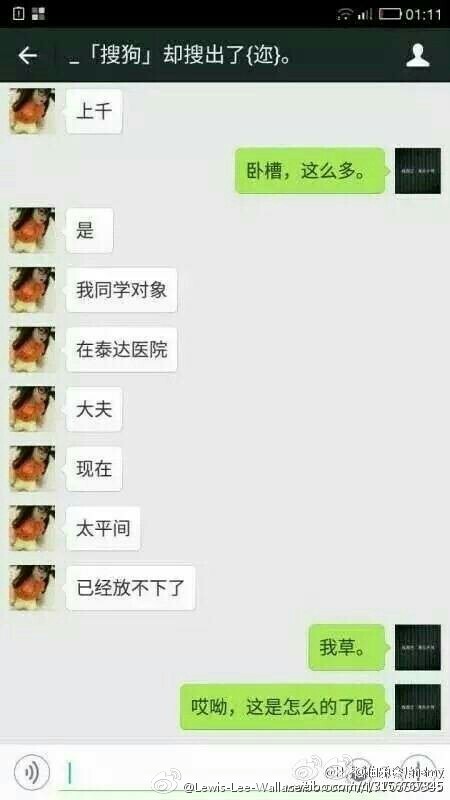 01:11
_「搜狗」却搜出了{迩}。
上千
卧槽，这么多。
是
我同学对象
在泰达医院
大夫
现在
太平间
已经放不下了
我草。
哎呦，这是怎么的了呢
@Lewis-Lee-Wallace